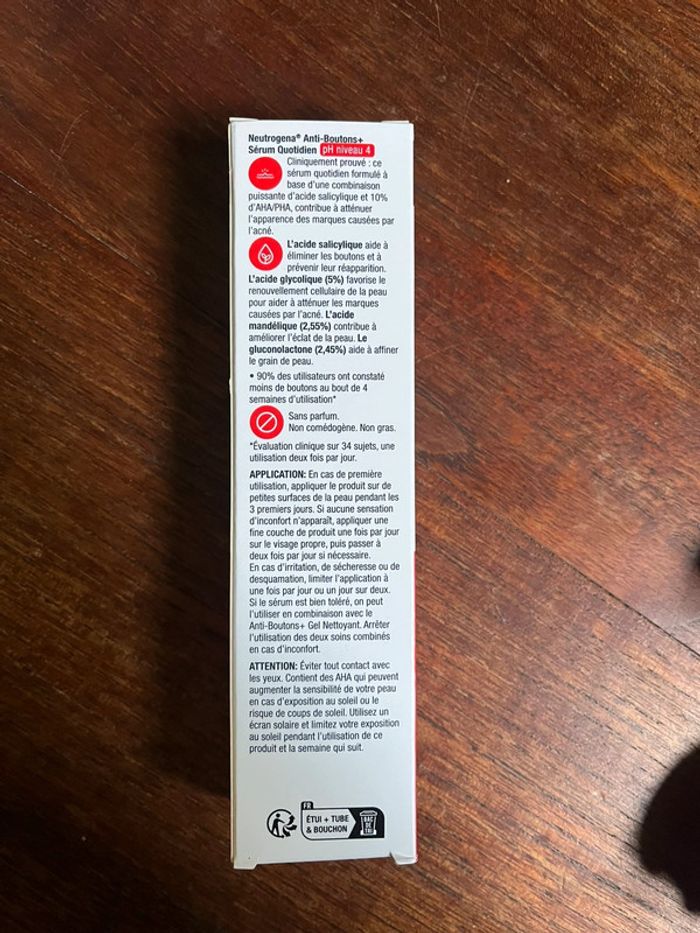 Neutrogena® Anti-Boutons+
Sérum Quotidien pH niveau 4
Cliniquement prouvé : ce
sérum quotidien formulé à
base d'une combinaison
puissante d'acide salicylique et 10%
d'AHA/PHA, contribue à atténuer
l'apparence des marques causées par
l'acné.
L'acide salicylique aide à
éliminer les boutons et à
prévenir leur réapparition.
L'acide glycolique (5%) favorise le
renouvellement cellulaire de la peau
pour aider à atténuer les marques
causées par l'acné. L'acide
mandélique (2,55%) contribue à
améliorer l'éclat de la peau. Le
gluconolactone (2,45%) aide à affiner
le grain de peau.
• 90% des utilisateurs ont constaté
moins de boutons au bout de 4
semaines d'utilisation*
Sans parfum.
Non comédogène. Non gras.
*Évaluation clinique sur 34 sujets, une
utilisation deux fois par jour.
APPLICATION: En cas de première
utilisation, appliquer le produit sur de
petites surfaces de la peau pendant les
3 premiers jours. Si aucune sensation
d'inconfort n'apparaît, appliquer une
fine couche de produit une fois par jour
sur le visage propre, puis passer à
deux fois par jour si nécessaire.
En cas d'irritation, de sécheresse ou de
desquamation, limiter l'application à
une fois par jour ou un jour sur deux.
Si le sérum est bien toléré, on peut
l'utiliser en combinaison avec le
Anti-Boutons+ Gel Nettoyant. Arrêter
l'utilisation des deux soins combinés
en cas d'inconfort.
ATTENTION: Éviter tout contact avec
les yeux. Contient des AHA qui peuvent
augmenter la sensibilité de votre peau
en cas d'exposition au soleil ou le
risque de coups de soleil. Utilisez un
écran solaire et limitez votre exposition
au soleil pendant l'utilisation de ce
produit et la semaine qui suit.
FR
ÉTUI + TUBE
& BOUCHON
BAC
DE
TRI